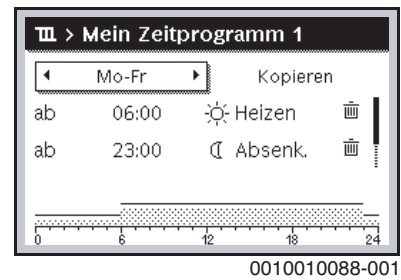 > Mein Zeitprogramm 1
Mo-Fr Kopieren
ab 06:00 Heizen
ab 23:00 Absenk.
0 6 12 18 24
0010010088-001